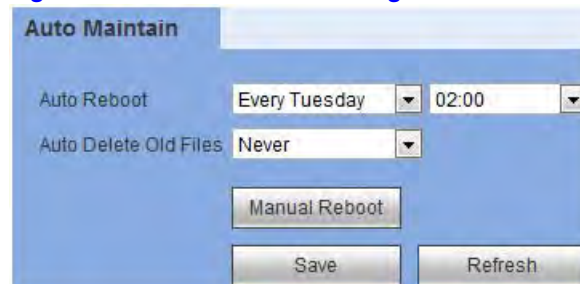 Auto Maintain
Auto Reboot Every Tuesday 02:00
Auto Delete Old Files Never
Manual Reboot
Save Refresh